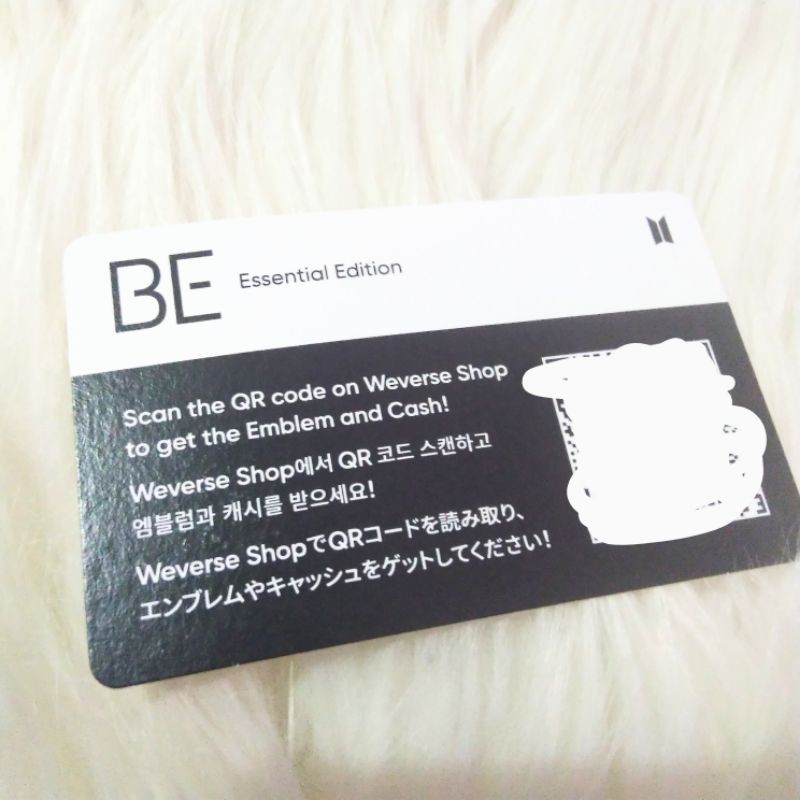 BE Essential Edition
Scan the QR code on Weverse Shop
to get the Emblem and Cash!
Weverse Shop에서 QR 코드 스캔하고
엠블럼과 캐시를 받으세요!
Weverse ShopでQRコードを読み取り、
エンブレムやキャッシュをゲットしてください!